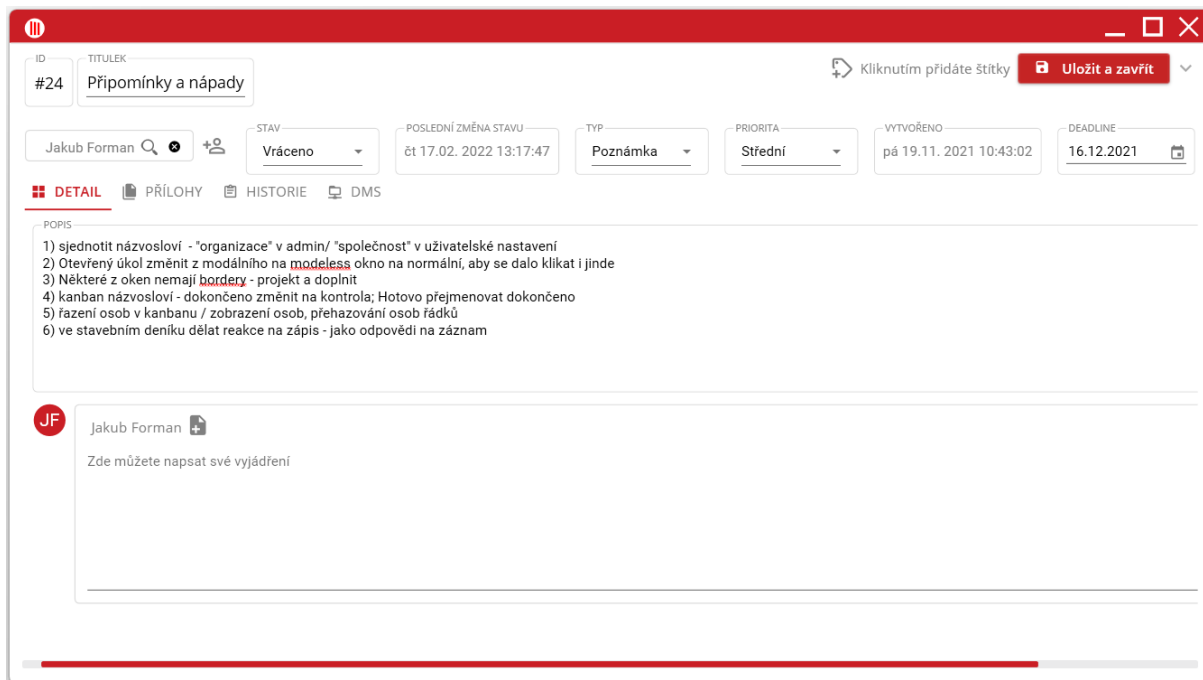 ID
#24
TITULEK
Připomínky a nápady
Kliknutím přidáte štítky
Uložit a zavřít
Jakub Forman
STAV
Vráceno
POSLEDNÍ ZMĚNA STAVU
čt 17.02. 2022 13:17:47
TYP
Poznámka
PRIORITA
Střední
VYTVOŘENO
pá 19.11. 2021 10:43:02
DEADLINE
16.12.2021
DETAIL
PŘÍLOHY
HISTORIE
DMS
POPIS
1) sjednotit názvosloví - "organizace" v admin/ "společnost" v uživatelské nastavení
2) Otevřený úkol změnit z modálního na modeless okno na normální, aby se dalo klikat i jinde
3) Některé z oken nemají bordery - projekt a doplnit
4) kanban názvosloví - dokončeno změnit na kontrola; Hotovo přejmenovat dokončeno
5) řazení osob v kanbanu / zobrazení osob, přehazování osob řádků
6) ve stavebním deníku dělat reakce na zápis - jako odpovědi na záznam
JF
Jakub Forman
Zde můžete napsat své vyjádření